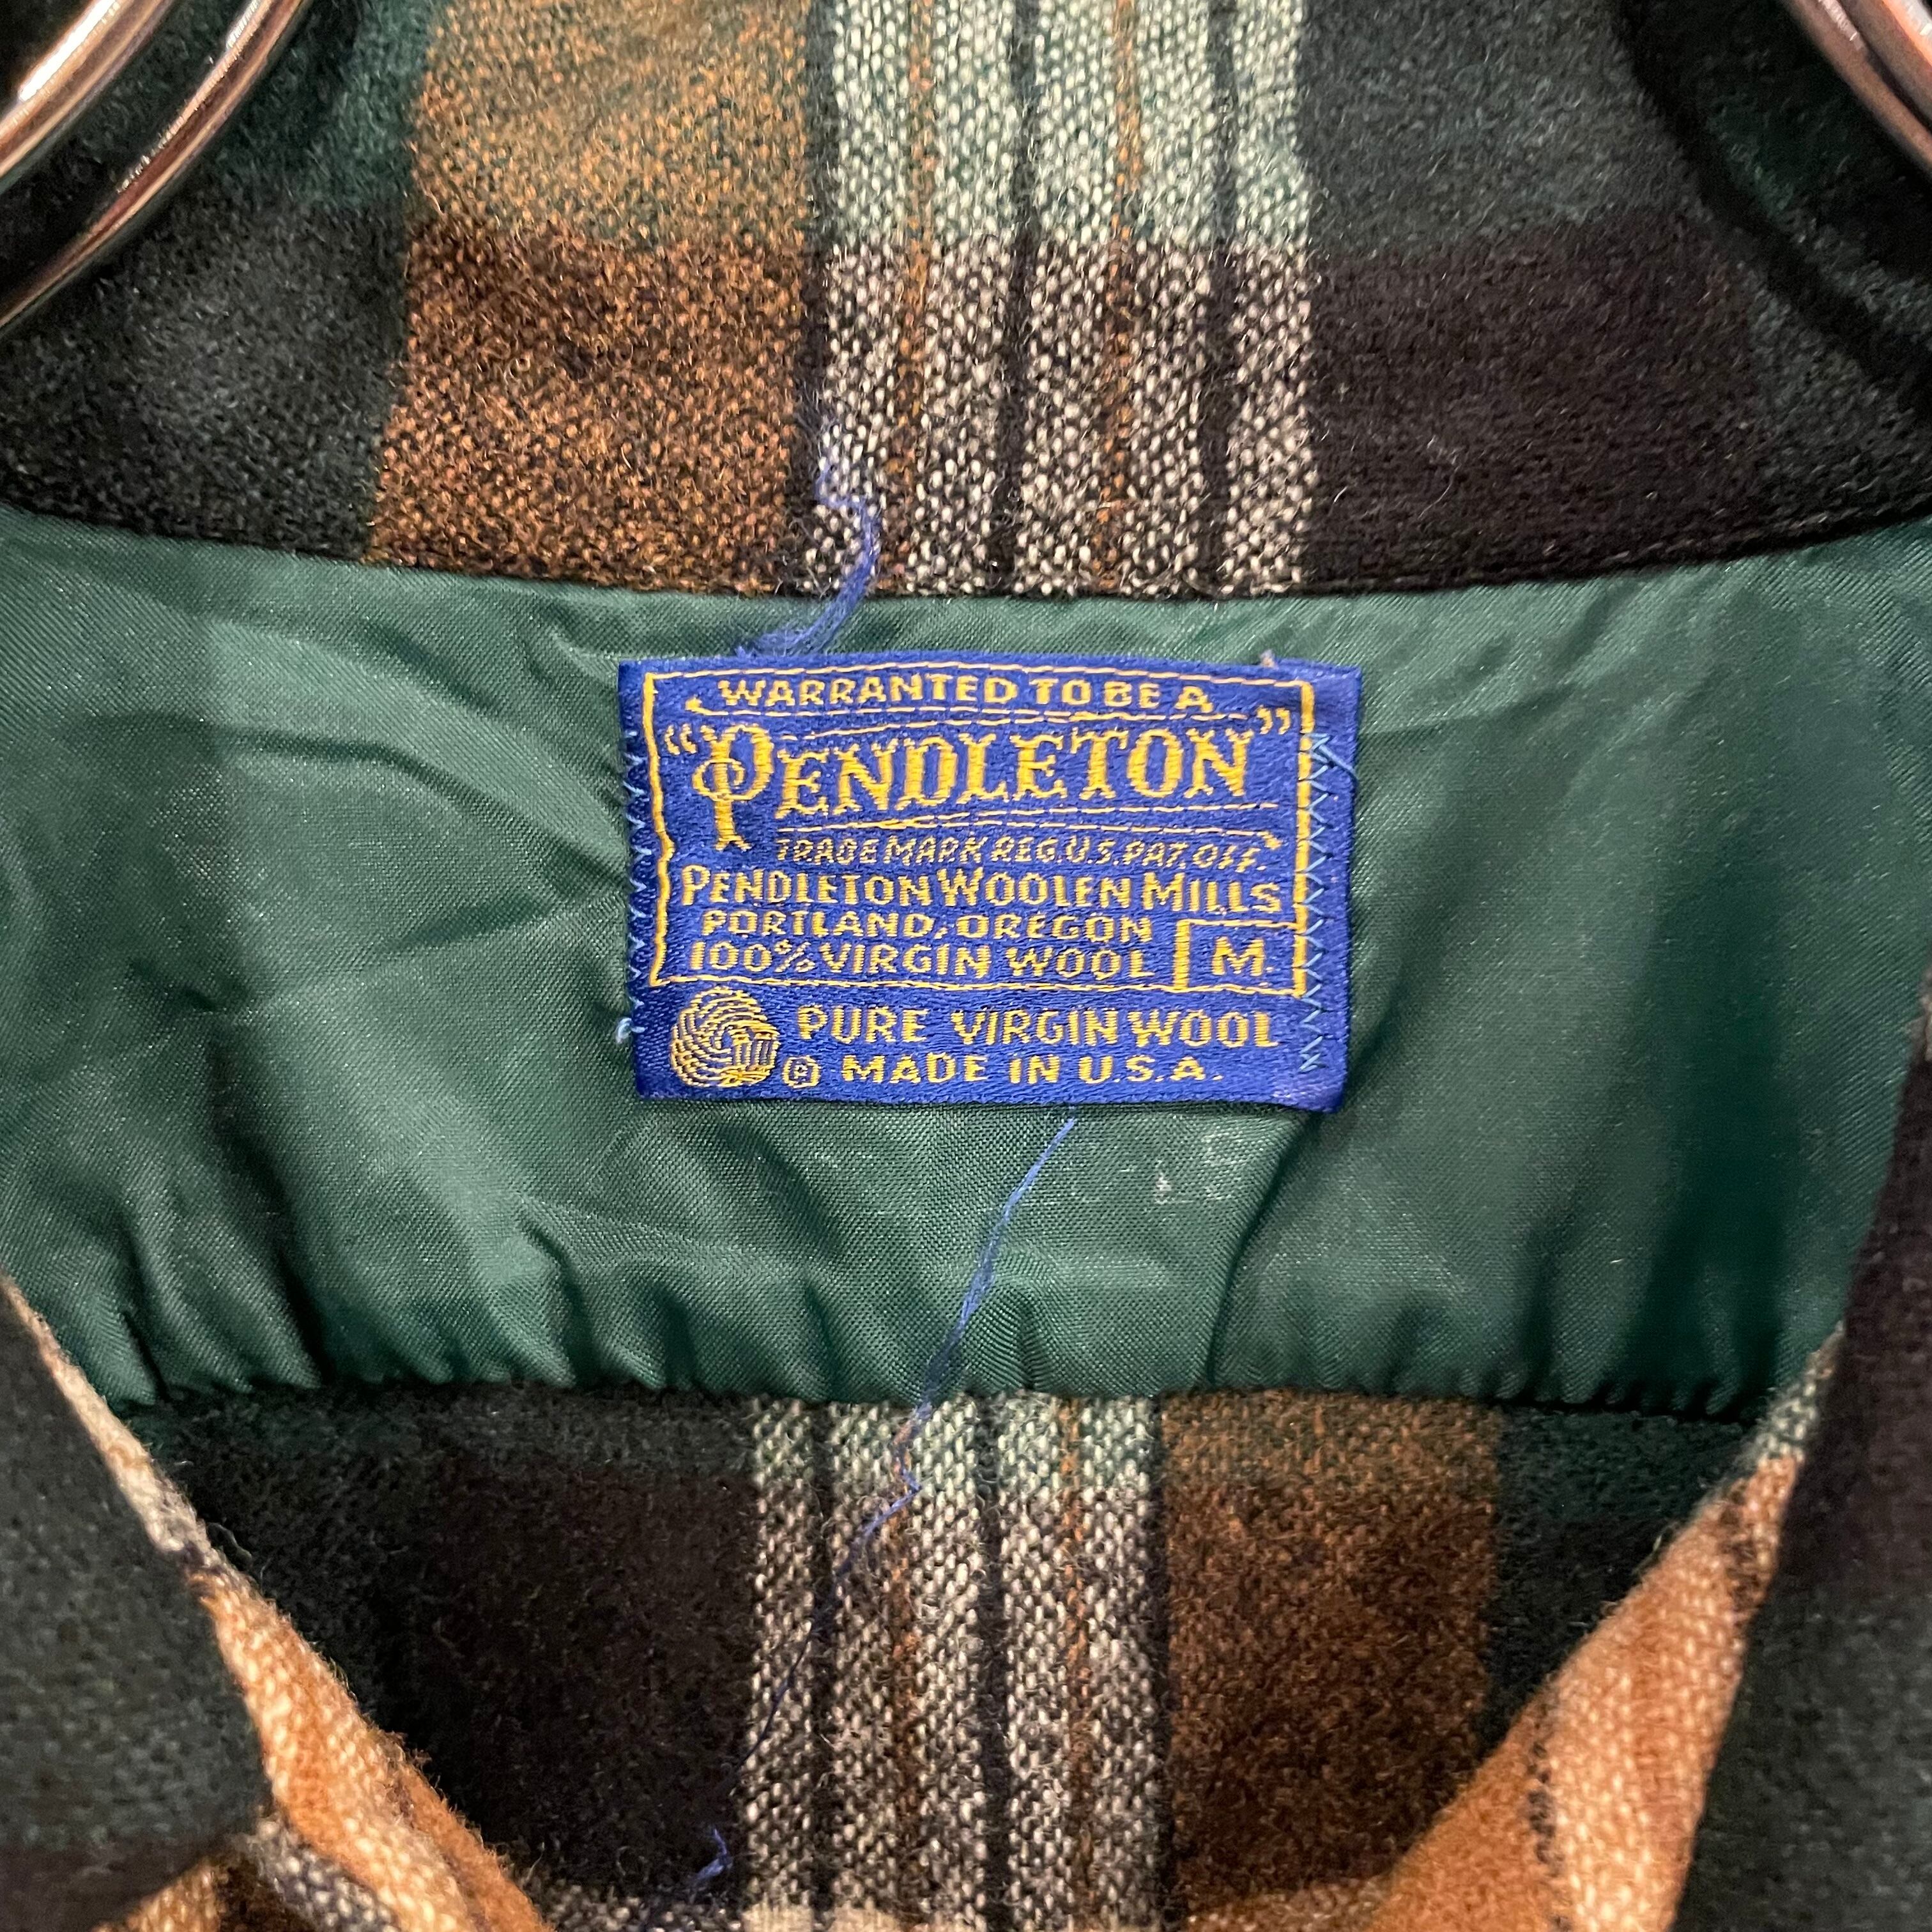 WARRANTED TO BE A
"PENDLETON"
TRADE MARK REG. U.S. PAT. OFF.
PENDLETON WOOLEN MILLS
PORTLAND, OREGON
100% VIRGIN WOOL M.
PURE VIRGIN WOOL
® MADE IN U.S.A.